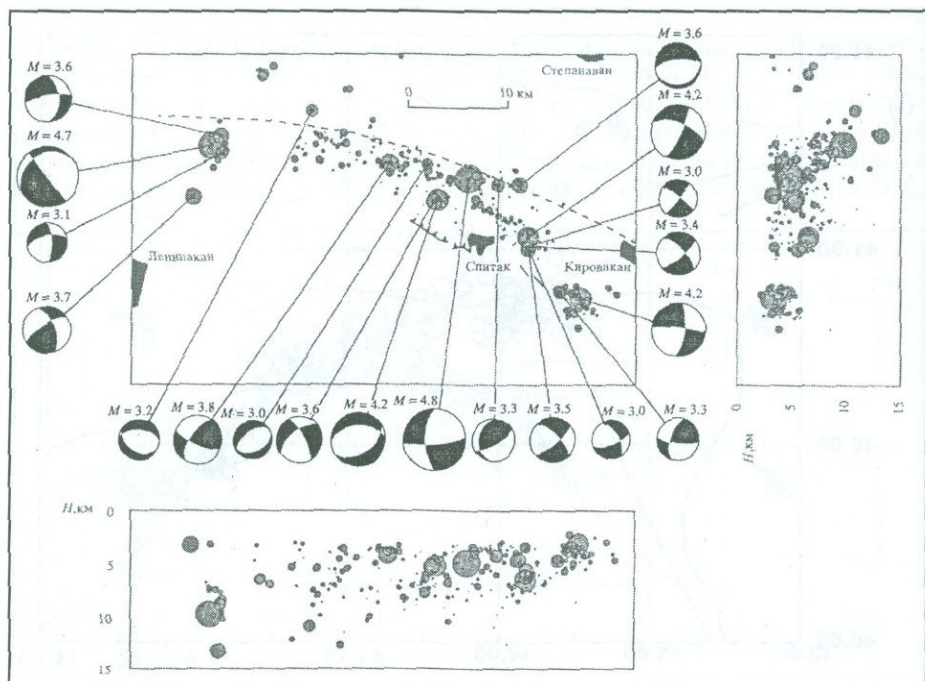 M = 3.6
M = 4.7
M = 3.1
M = 3.7
Степанаван
0 10 км
Ленинакан
Спитак
Кировакан
M = 3.6
M = 4.2
M = 3.0
M = 3.4
M = 4.2
M = 3.2
M = 3.8
M = 3.0
M = 3.6
M = 4.2
M = 4.8
M = 3.3
M = 3.5
M = 3.0
M = 3.3
0 5 10 15
H,км
H,км
0
5
10
15